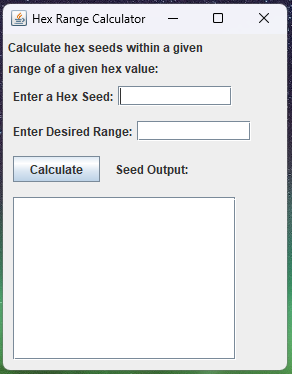 Hex Range Calculator
Calculate hex seeds within a given
range of a given hex value:
Enter a Hex Seed:
Enter Desired Range:
Calculate Seed Output: